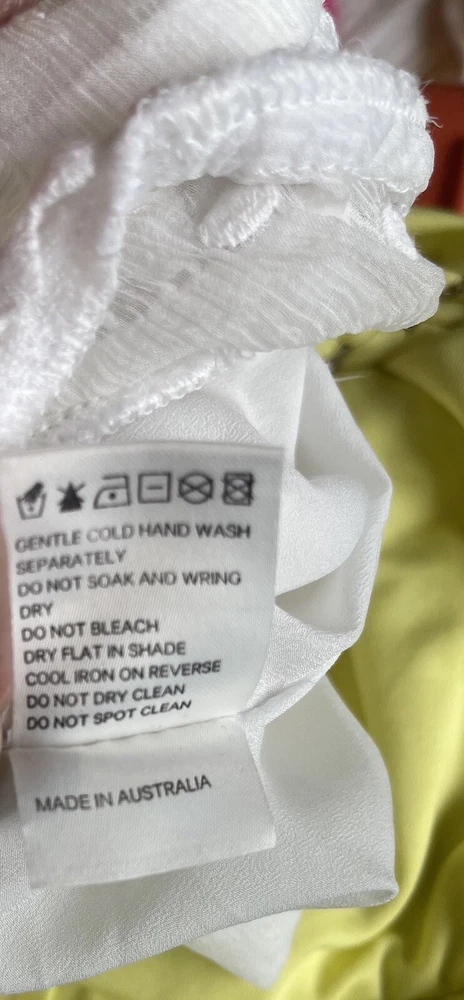 GENTLE COLD HAND WASH
SEPARATELY
DO NOT SOAK AND WRING
DRY
DO NOT BLEACH
DRY FLAT IN SHADE
COOL IRON ON REVERSE
DO NOT DRY CLEAN
DO NOT SPOT CLEAN
MADE IN AUSTRALIA